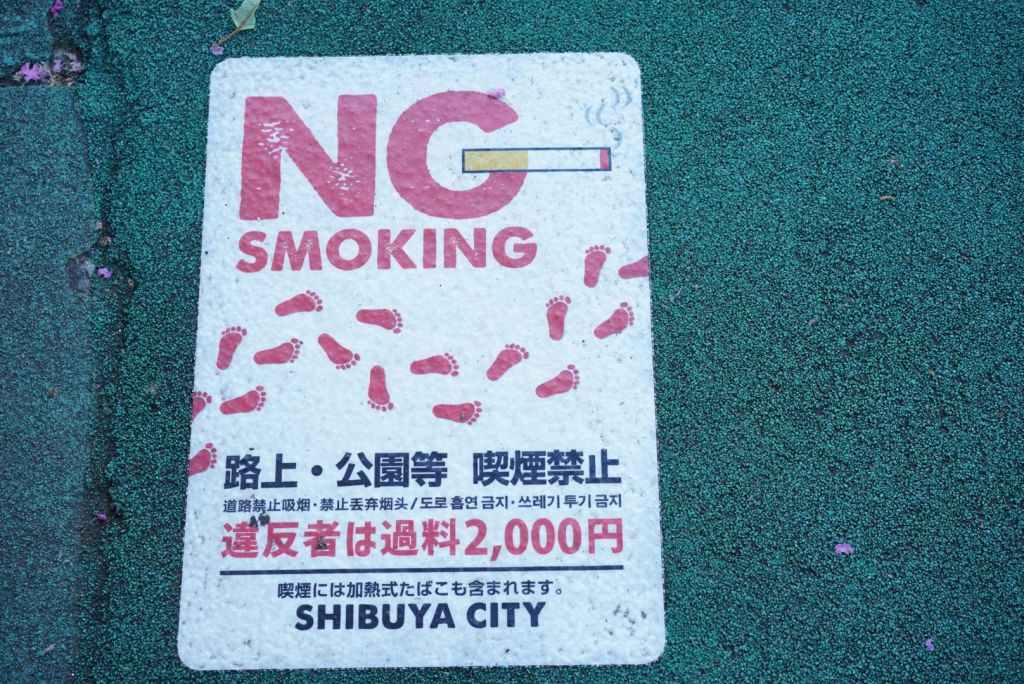 NO
SMOKING
路上・公園等 喫煙禁止
道路禁止吸烟・禁止丢弃烟头/도로 흡연 금지・쓰레기 투기 금지
違反者は過料2,000円
喫煙には加熱式たばこも含まれます。
SHIBUYA CITY